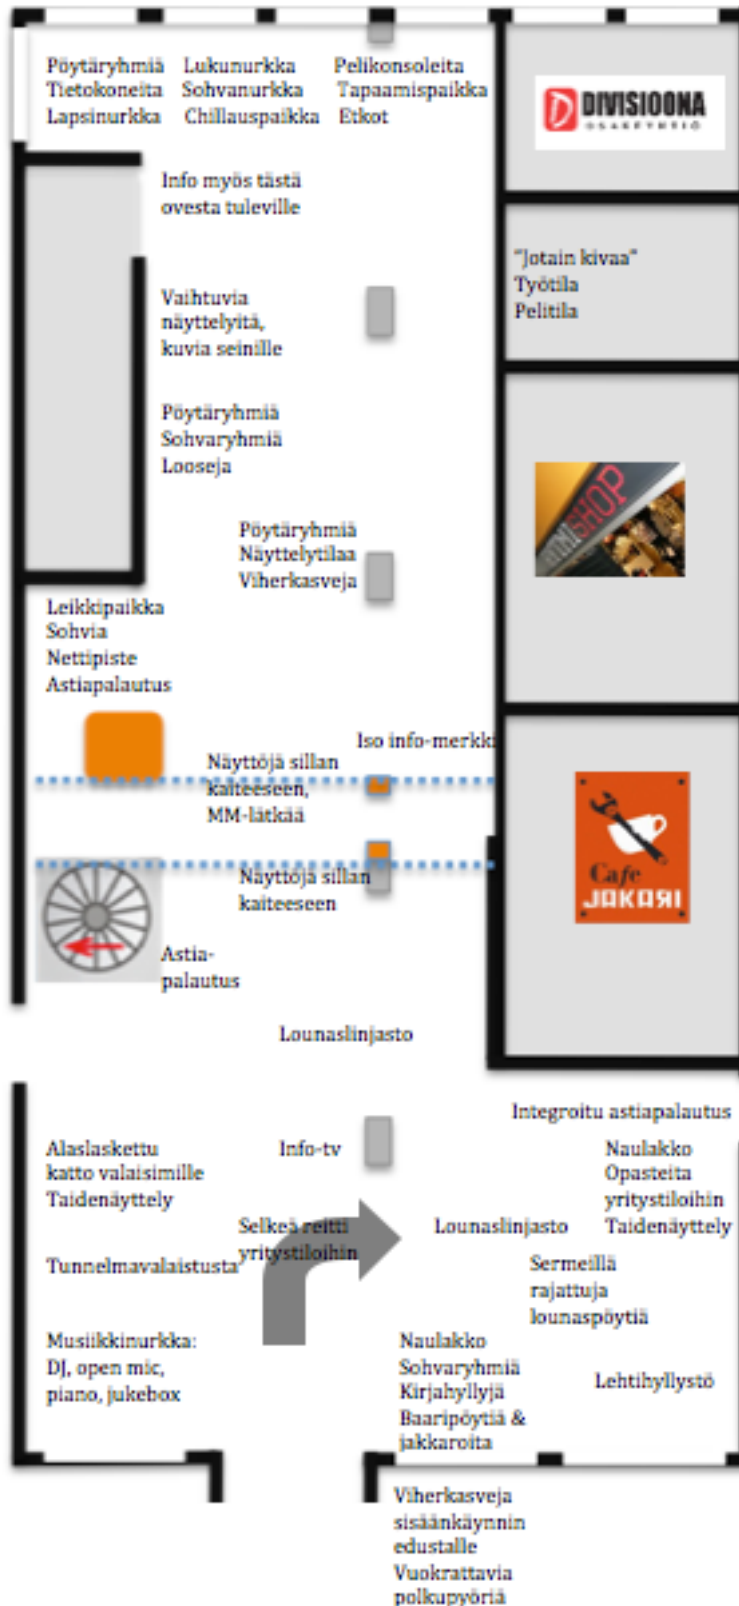 Pöytäryhmiä Lukunurkka Pelikonsoleita
Tietokoneita Sohvanurkka Tapaamispaikka
Lapsinurkka Chillauspaikka Etkot
DIVISIOONA
OSAKEYHTIÖ
Info myös tästä
ovesta tuleville
"Jotain kivaa"
Työtila
Pelitila
Vaihtuvia
näyttelyitä,
kuvia seinille
Pöytäryhmiä
Sohvaryhmiä
Looseja
SHOP
Pöytäryhmiä
Näyttelytilaa
Viherkasveja
Leikkipaikka
Sohvia
Nettipiste
Astiapalautus
Iso info-merkki
Näyttöjä sillan
kaiteeseen,
MM-lätkää
Cafe
JAKARI
Näyttöjä sillan
kaiteeseen
Astia-
palautus
Lounaslinjasto
Integroitu astiapalautus
Alaslaskettu
katto valaisimille
Taidenäyttely
Info-tv
Naulakko
Opasteita
yritystiloihin
Taidenäyttely
Selkeä reitti
yritystiloihin
Lounaslinjasto
Tunnelmavalaistusta
Sermeillä
rajattuja
lounaspöytiä
Musiikkinurkka:
DJ, open mic,
piano, jukebox
Naulakko
Sohvaryhmiä
Kirjahyllyjä
Baaripöytiä &
jakkaroita
Lehtihyllystö
Viherkasveja
sisäänkäynnin
edustalle
Vuokrattavia
polkupyöriä